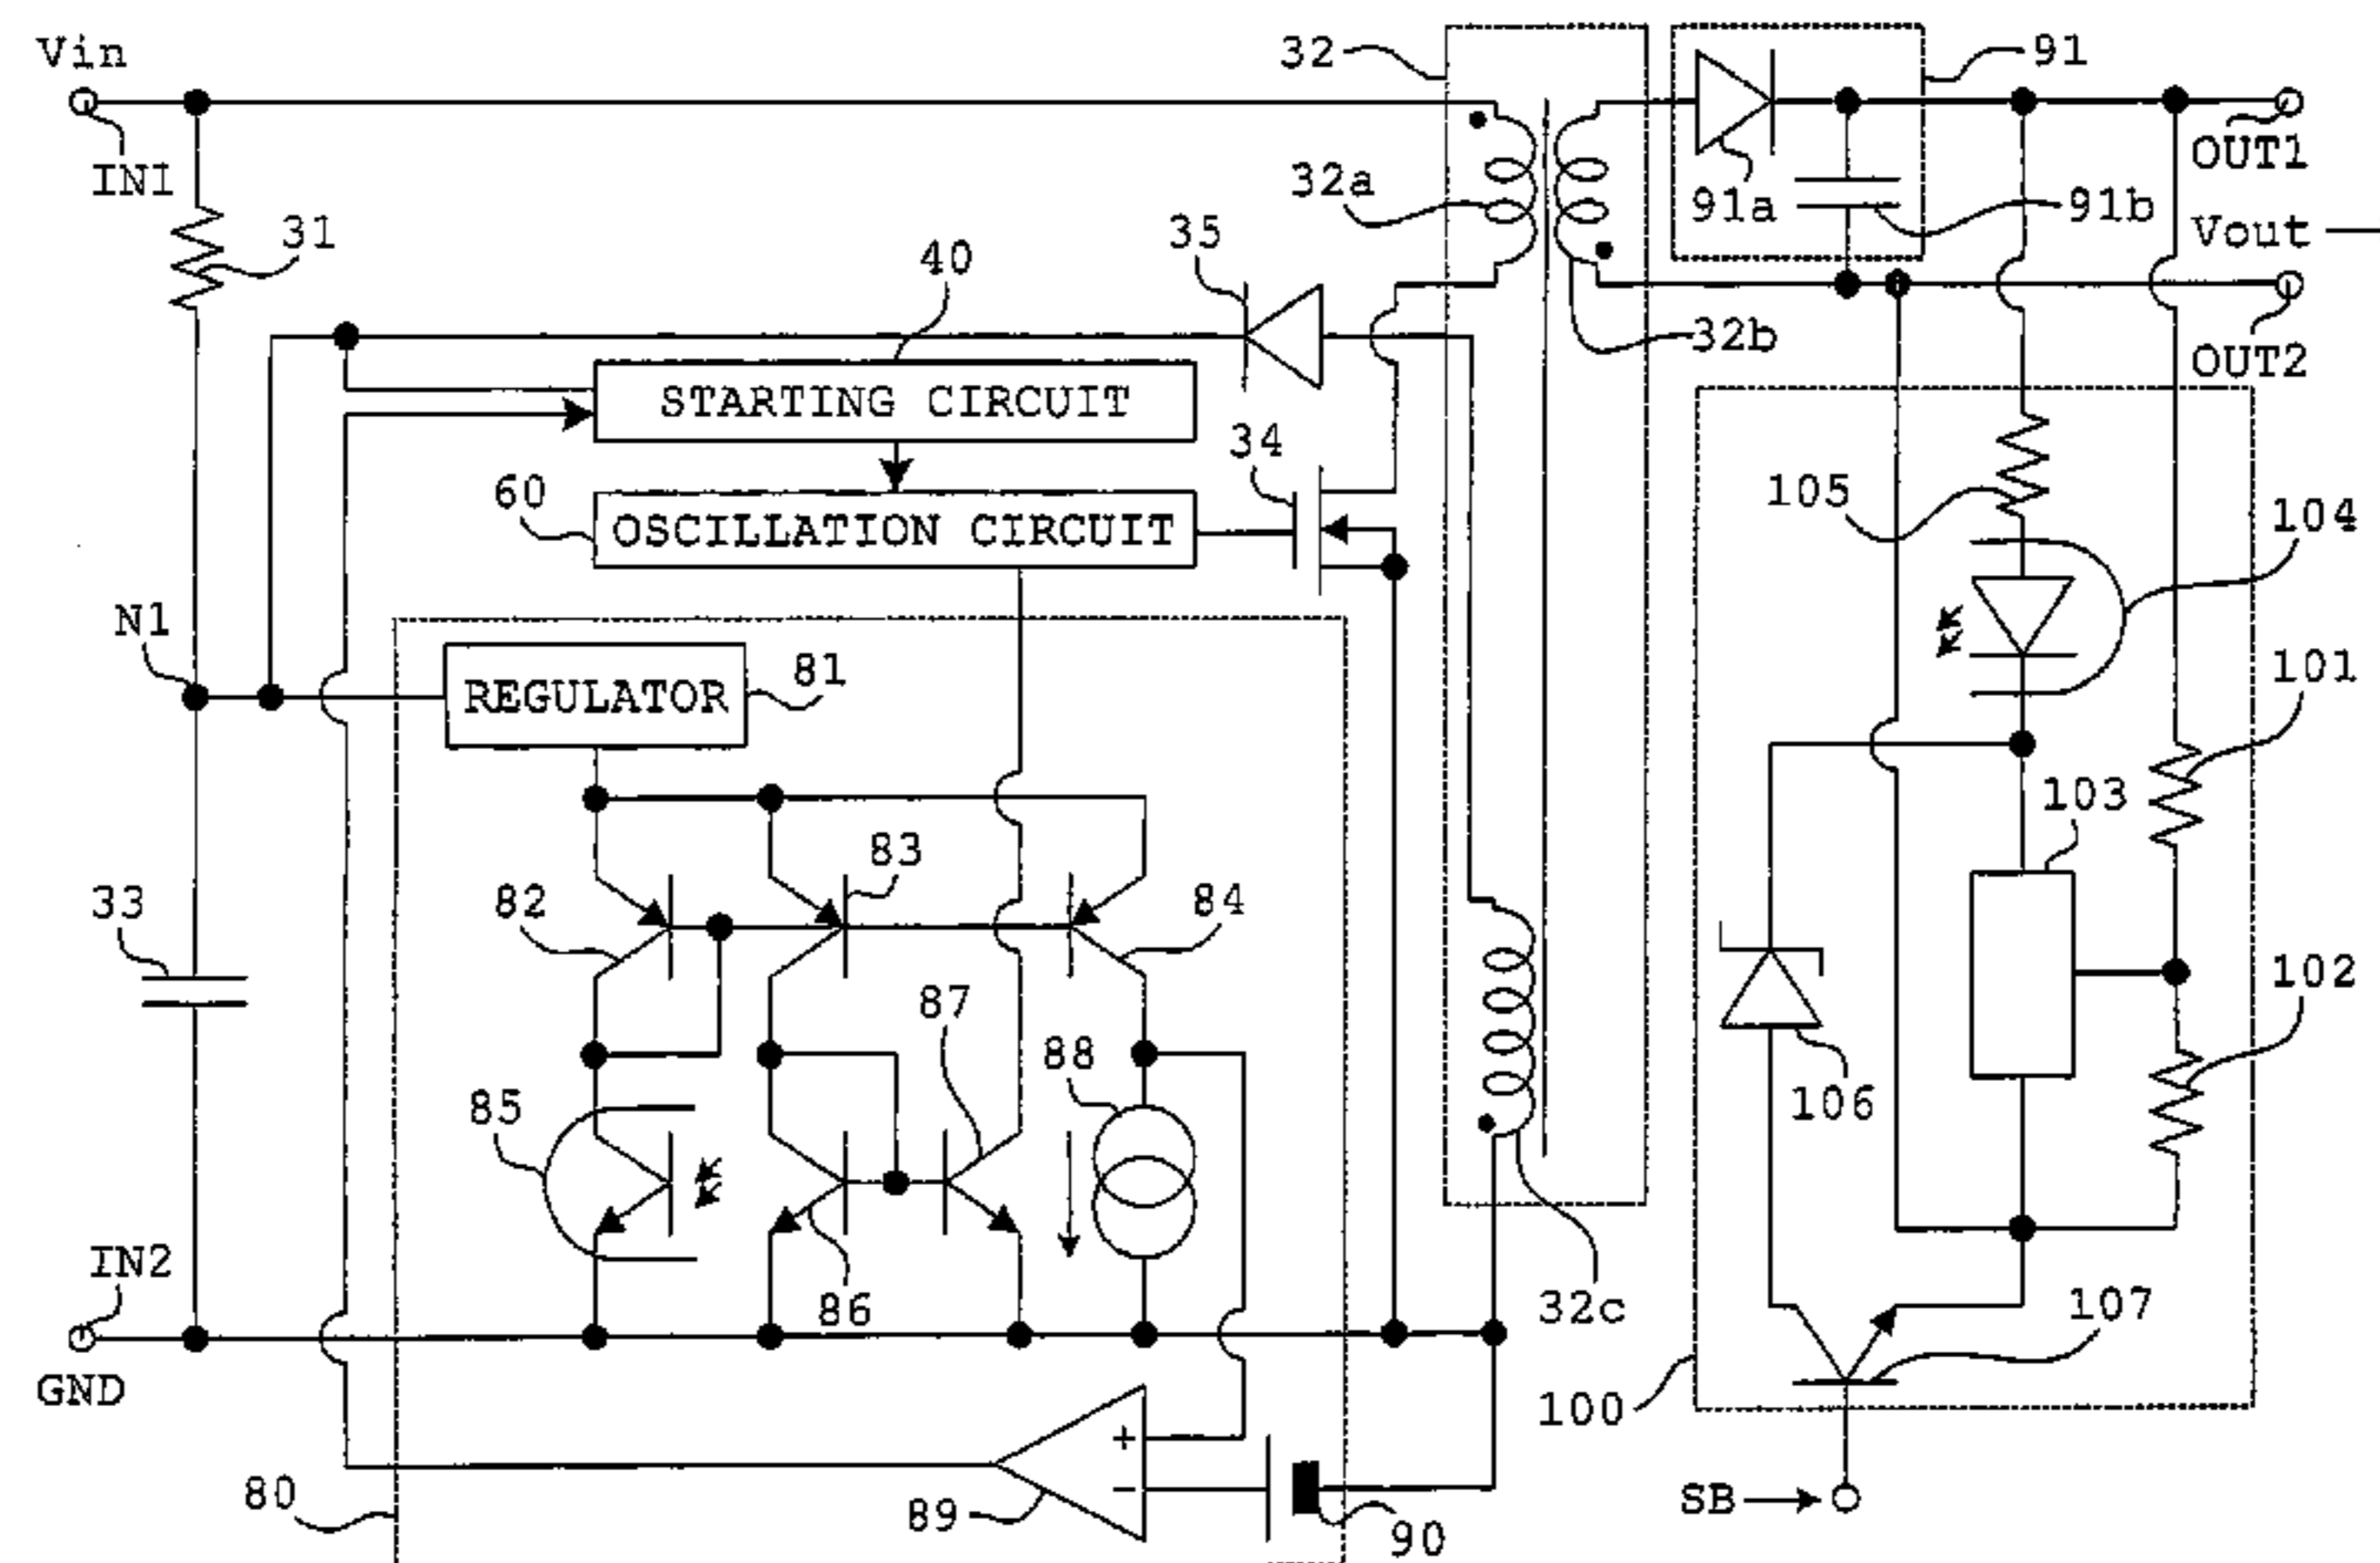 Vin
32
91
IN1
OUT1
32a
91a
91b
31
35
40
Vout
32b
OUT2
STARTING CIRCUIT
34
60
105
104
OSCILLATION CIRCUIT
N1
81
101
REGULATOR
103
83
82
84
33
102
87
88
85
106
IN2
86
32c
107
GND
100
+
-
80
89
90
SB